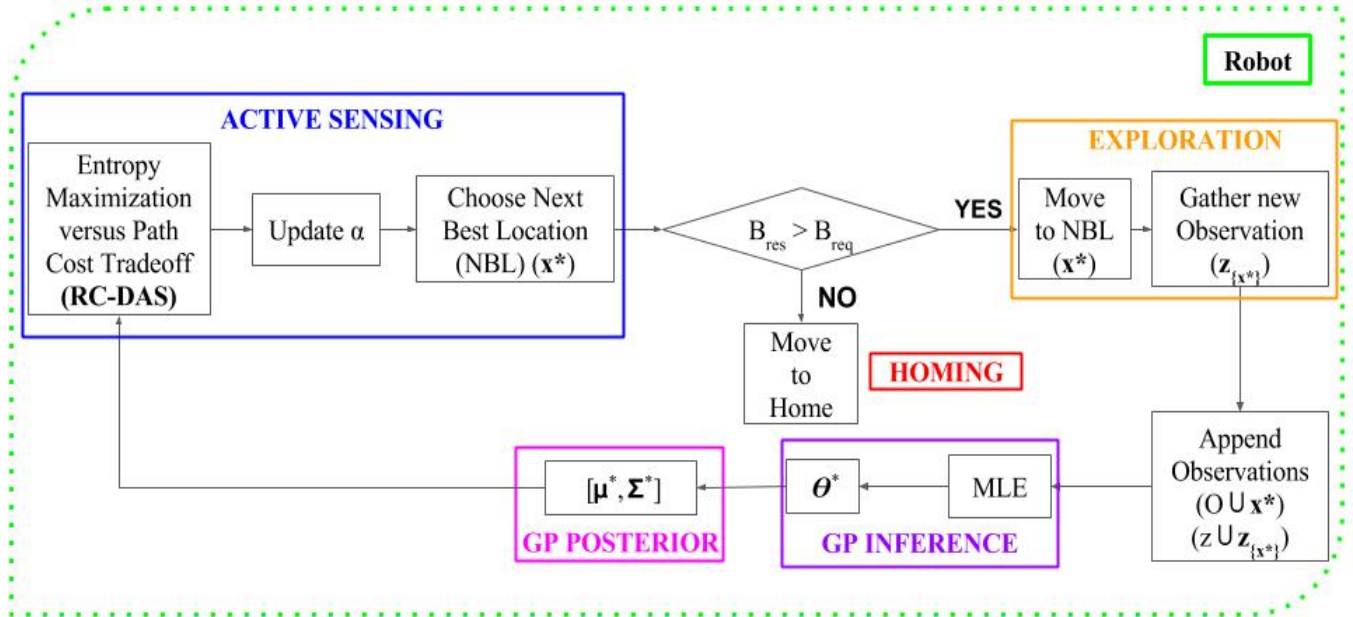 Robot
ACTIVE SENSING
Entropy
Maximization
versus Path
Cost Tradeoff
(RC-DAS)
Update α
Choose Next
Best Location
(NBL) (x*)
B_res > B_req
YES
NO
Move
to
Home
HOMING
EXPLORATION
Move
to NBL
(x*)
Gather new
Observation
(z_{x*})
Append
Observations
(O ∪ x*)
(z ∪ z_{x*})
MLE
Θ*
GP INFERENCE
[μ*, Σ*]
GP POSTERIOR